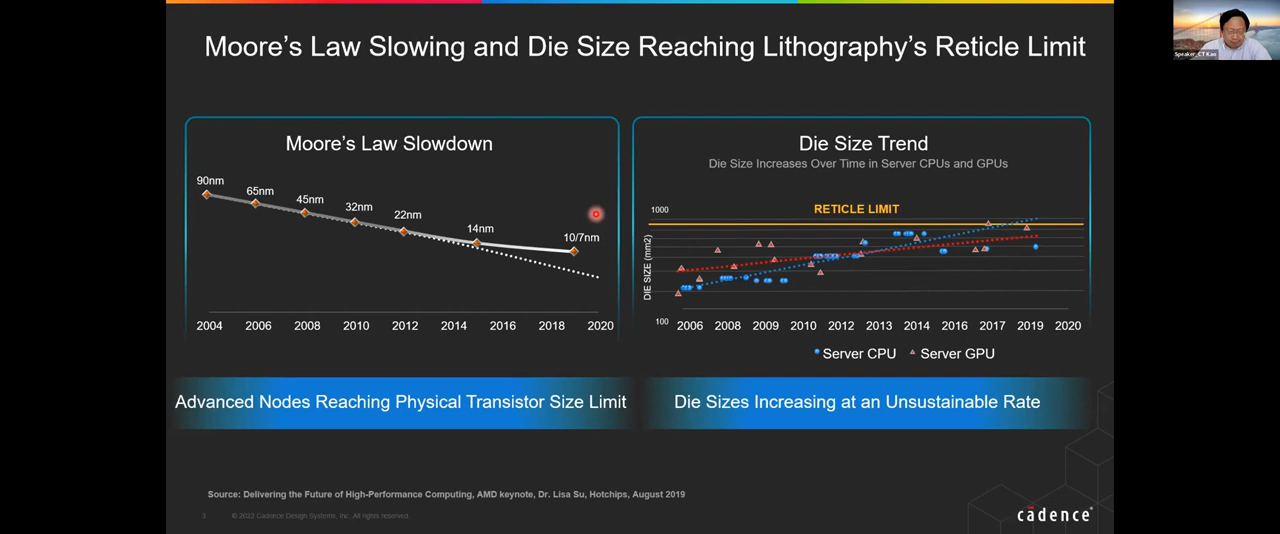 Moore's Law Slowing and Die Size Reaching Lithography's Reticle Limit
Speaker_CT Kao
Moore's Law Slowdown
90nm
65nm
45nm
32nm
22nm
14nm
10/7nm
2004 2006 2008 2010 2012 2014 2016 2018 2020
Die Size Trend
Die Size Increases Over Time in Server CPUs and GPUs
RETICLE LIMIT
1000
DIE SIZE (mm2)
100
2006 2008 2009 2010 2012 2013 2014 2016 2017 2019 2020
Server CPU Server GPU
Advanced Nodes Reaching Physical Transistor Size Limit
Die Sizes Increasing at an Unsustainable Rate
Source: Delivering the Future of High-Performance Computing, AMD keynote, Dr. Lisa Su, Hotchips, August 2019
3 © 2022 Cadence Design Systems, Inc. All rights reserved.
cādence®